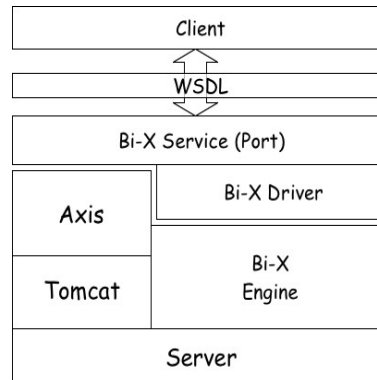 Client
WSDL
Bi-X Service (Port)
Bi-X Driver
Axis
Bi-X
Engine
Tomcat
Server